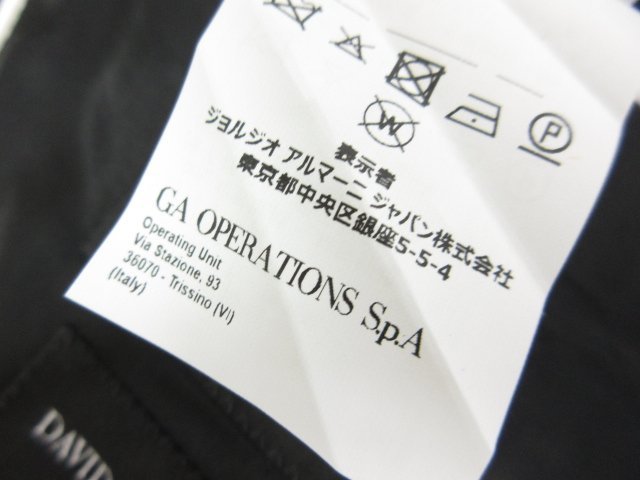 P
W
表示者
ジョルジオ アルマーニ ジャパン株式会社
東京都中央区銀座5-5-4
GA OPERATIONS S.p.A
Operating Unit
Via Stazione, 93
36070 - Trissino (VI)
(Italy)
DAVID